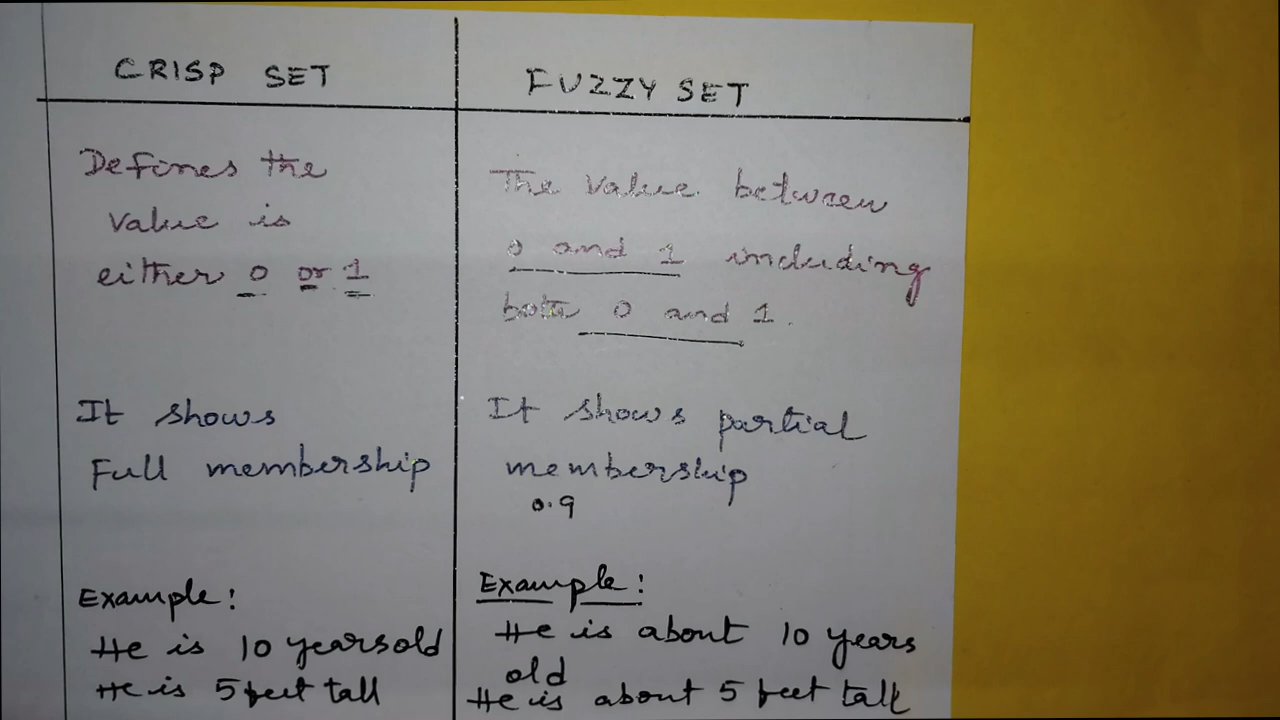 CRISP SET
Defines the
value is
either 0 or 1
It shows
Full membership
Example:
He is 10 years old
He is 5 feet tall
FUZZY SET
The value between
0 and 1 including
both 0 and 1.
It shows partial
membership
0.9
Example:
He is about 10 years
old
He is about 5 feet tall